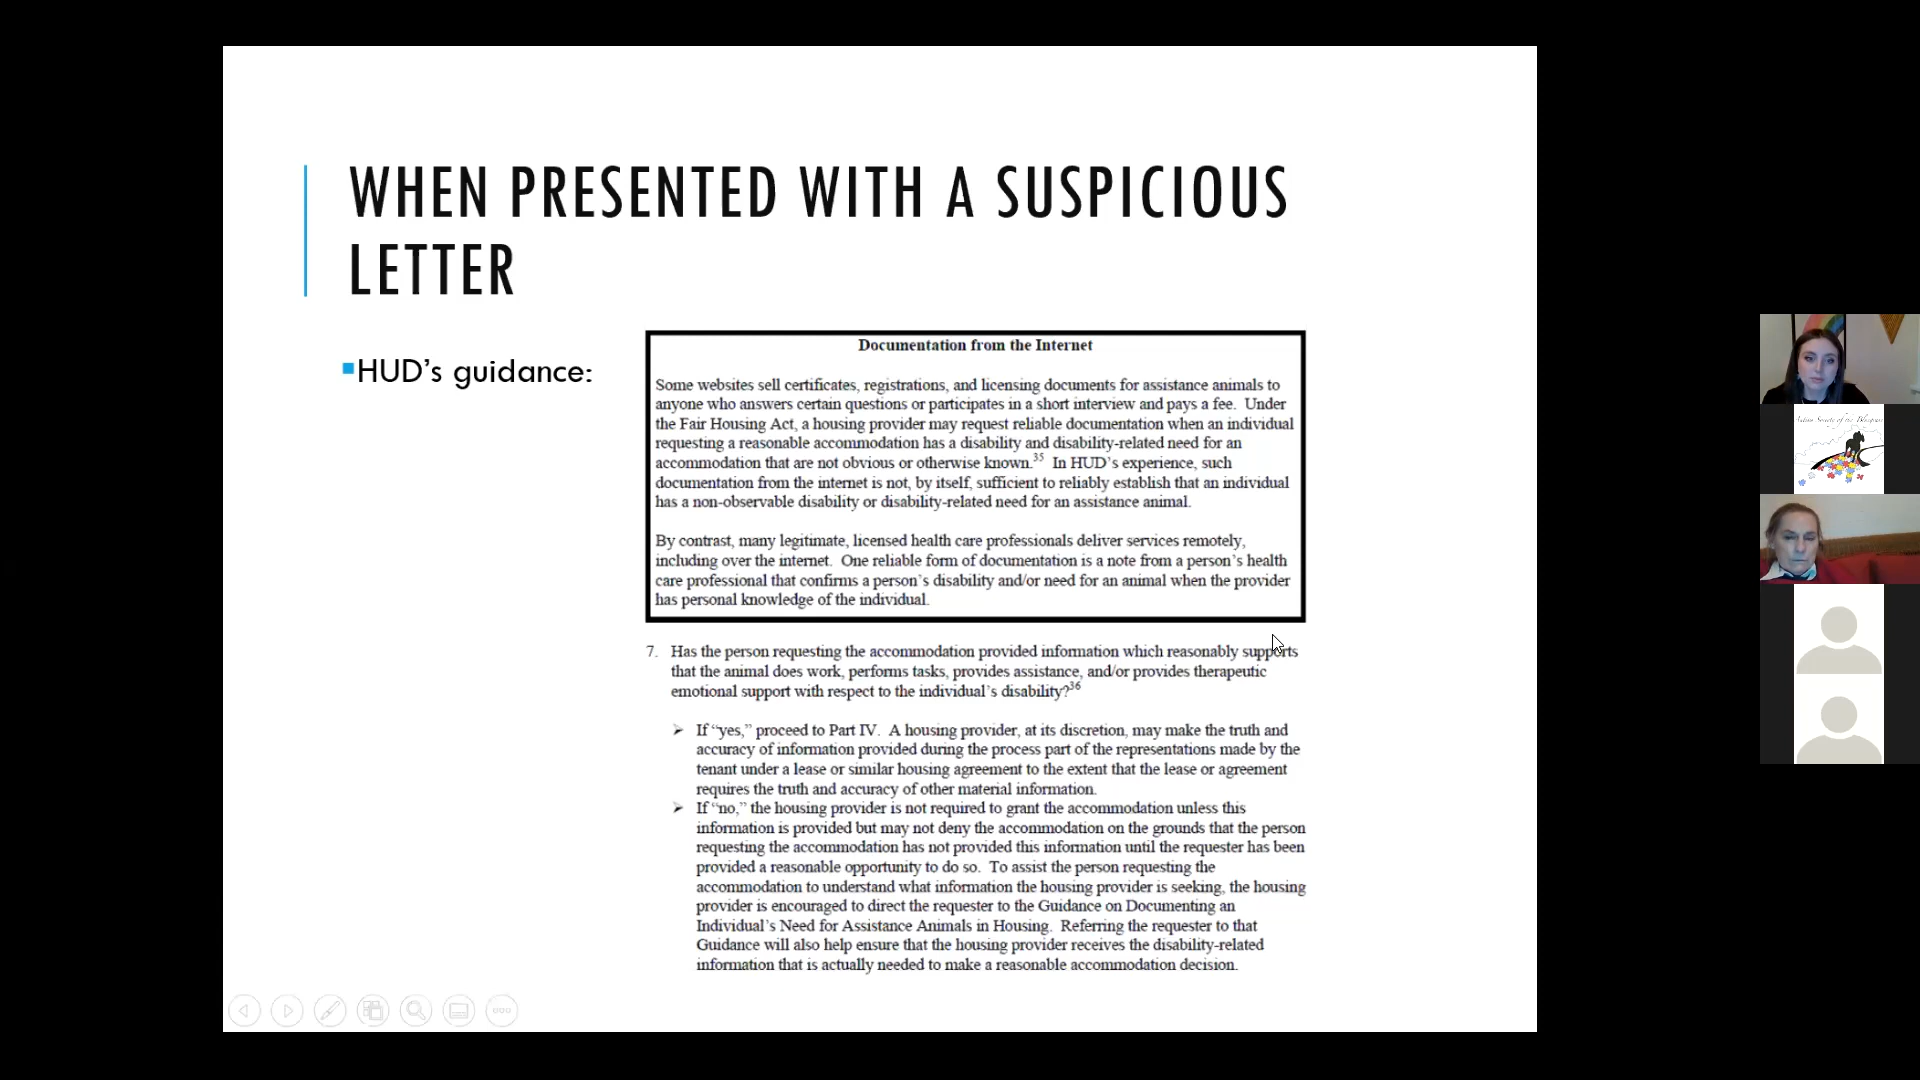 WHEN PRESENTED WITH A SUSPICIOUS
LETTER
HUD’s guidance:
Documentation from the Internet
Some websites sell certificates, registrations, and licensing documents for assistance animals to
anyone who answers certain questions or participates in a short interview and pays a fee. Under
the Fair Housing Act, a housing provider may request reliable documentation when an individual
requesting a reasonable accommodation has a disability and disability-related need for an
accommodation that are not obvious or otherwise known.35 In HUD’s experience, such
documentation from the internet is not, by itself, sufficient to reliably establish that an individual
has a non-observable disability or disability-related need for an assistance animal.
By contrast, many legitimate, licensed health care professionals deliver services remotely,
including over the internet. One reliable form of documentation is a note from a person’s health
care professional that confirms a person’s disability and/or need for an animal when the provider
has personal knowledge of the individual.
7. Has the person requesting the accommodation provided information which reasonably supports
that the animal does work, performs tasks, provides assistance, and/or provides therapeutic
emotional support with respect to the individual’s disability?36
➢ If “yes,” proceed to Part IV. A housing provider, at its discretion, may make the truth and
accuracy of information provided during the process part of the representations made by the
tenant under a lease or similar housing agreement to the extent that the lease or agreement
requires the truth and accuracy of other material information.
➢ If “no,” the housing provider is not required to grant the accommodation unless this
information is provided but may not deny the accommodation on the grounds that the person
requesting the accommodation has not provided this information until the requester has been
provided a reasonable opportunity to do so. To assist the person requesting the
accommodation to understand what information the housing provider is seeking, the housing
provider is encouraged to direct the requester to the Guidance on Documenting an
Individual’s Need for Assistance Animals in Housing. Referring the requester to that
Guidance will also help ensure that the housing provider receives the disability-related
information that is actually needed to make a reasonable accommodation decision.
Autism Society of the Bluegrass